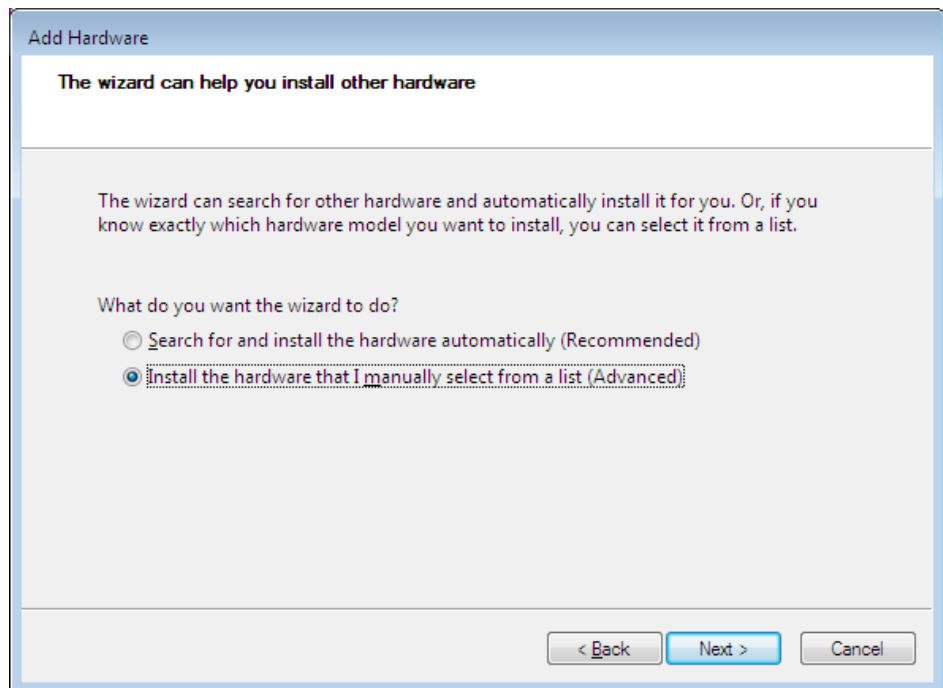 Add Hardware
The wizard can help you install other hardware
The wizard can search for other hardware and automatically install it for you. Or, if you
know exactly which hardware model you want to install, you can select it from a list.
What do you want the wizard to do?
Search for and install the hardware automatically (Recommended)
Install the hardware that I manually select from a list (Advanced)
< Back Next > Cancel